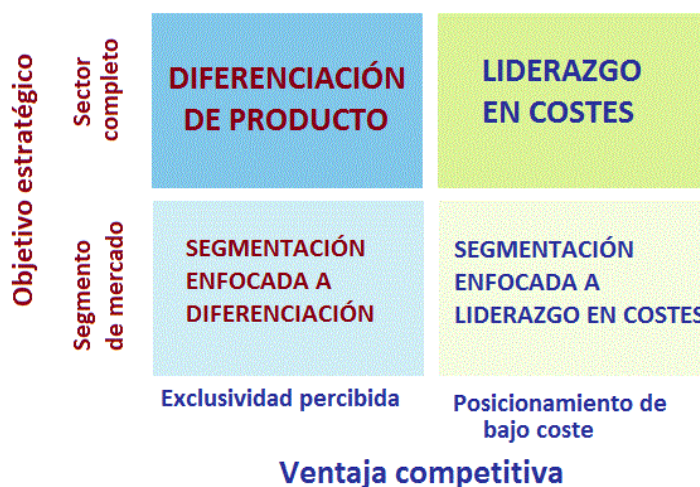 Objetivo estratégico
Sector
completo
DIFERENCIACIÓN
DE PRODUCTO
LIDERAZGO
EN COSTES
Segmento
de mercado
SEGMENTACIÓN
ENFOCADA A
DIFERENCIACIÓN
SEGMENTACIÓN
ENFOCADA A
LIDERAZGO EN COSTES
Exclusividad percibida
Posicionamiento de
bajo coste
Ventaja competitiva